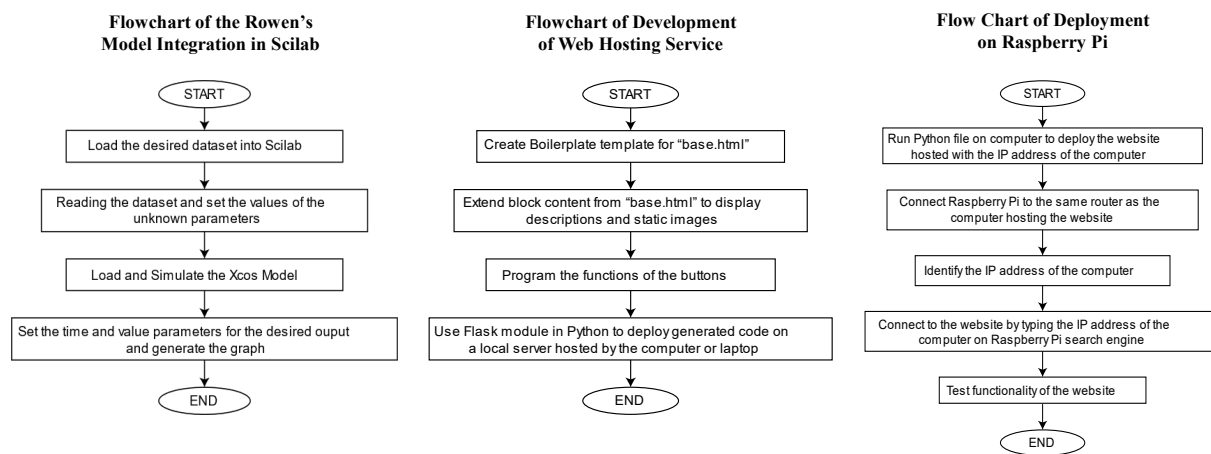 Flowchart of the Rowen's
Model Integration in Scilab
START
Load the desired dataset into Scilab
Reading the dataset and set the values of the
unknown parameters
Load and Simulate the Xcos Model
Set the time and value parameters for the desired ouput
and generate the graph
END
Flowchart of Development
of Web Hosting Service
START
Create Boilerplate template for "base.html"
Extend block content from "base.html" to display
descriptions and static images
Program the functions of the buttons
Use Flask module in Python to deploy generated code on
a local server hosted by the computer or laptop
END
Flow Chart of Deployment
on Raspberry Pi
START
Run Python file on computer to deploy the website
hosted with the IP address of the computer
Connect Raspberry Pi to the same router as the
computer hosting the website
Identify the IP address of the computer
Connect to the website by typing the IP address of the
computer on Raspberry Pi search engine
Test functionality of the website
END